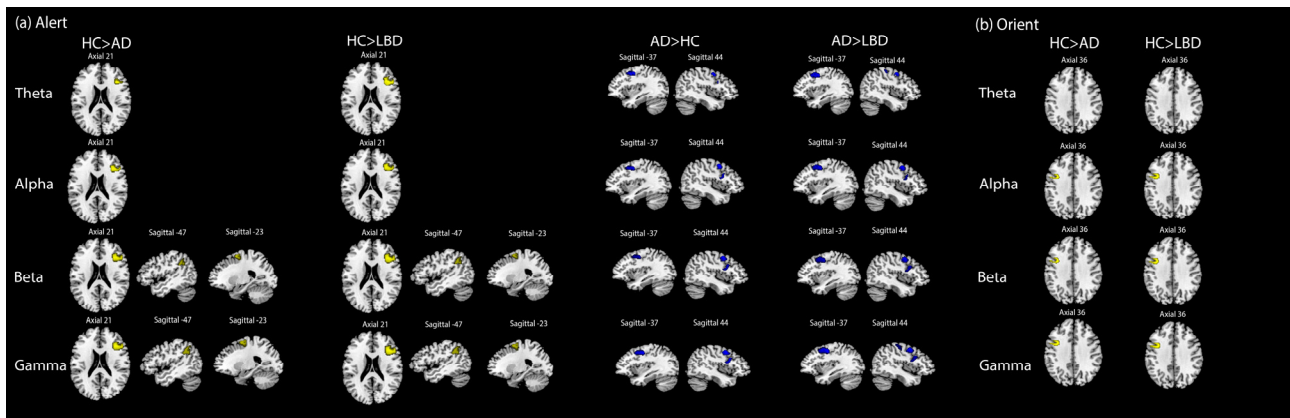 (a) Alert
(b) Orient
HC>AD
HC>LBD
AD>HC
AD>LBD
HC>AD
HC>LBD
Axial 21
Axial 21
Sagittal -37
Sagittal 44
Sagittal -37
Sagittal 44
Axial 36
Axial 36
Theta
Theta
Axial 21
Axial 21
Sagittal -37
Sagittal 44
Sagittal -37
Sagittal 44
Axial 36
Axial 36
Alpha
Alpha
Axial 21
Sagittal -47
Sagittal -23
Axial 21
Sagittal -47
Sagittal -23
Sagittal -37
Sagittal 44
Sagittal -37
Sagittal 44
Axial 36
Axial 36
Beta
Beta
Axial 21
Sagittal -47
Sagittal -23
Axial 21
Sagittal -47
Sagittal -23
Sagittal -37
Sagittal 44
Sagittal -37
Sagittal 44
Axial 36
Axial 36
Gamma
Gamma